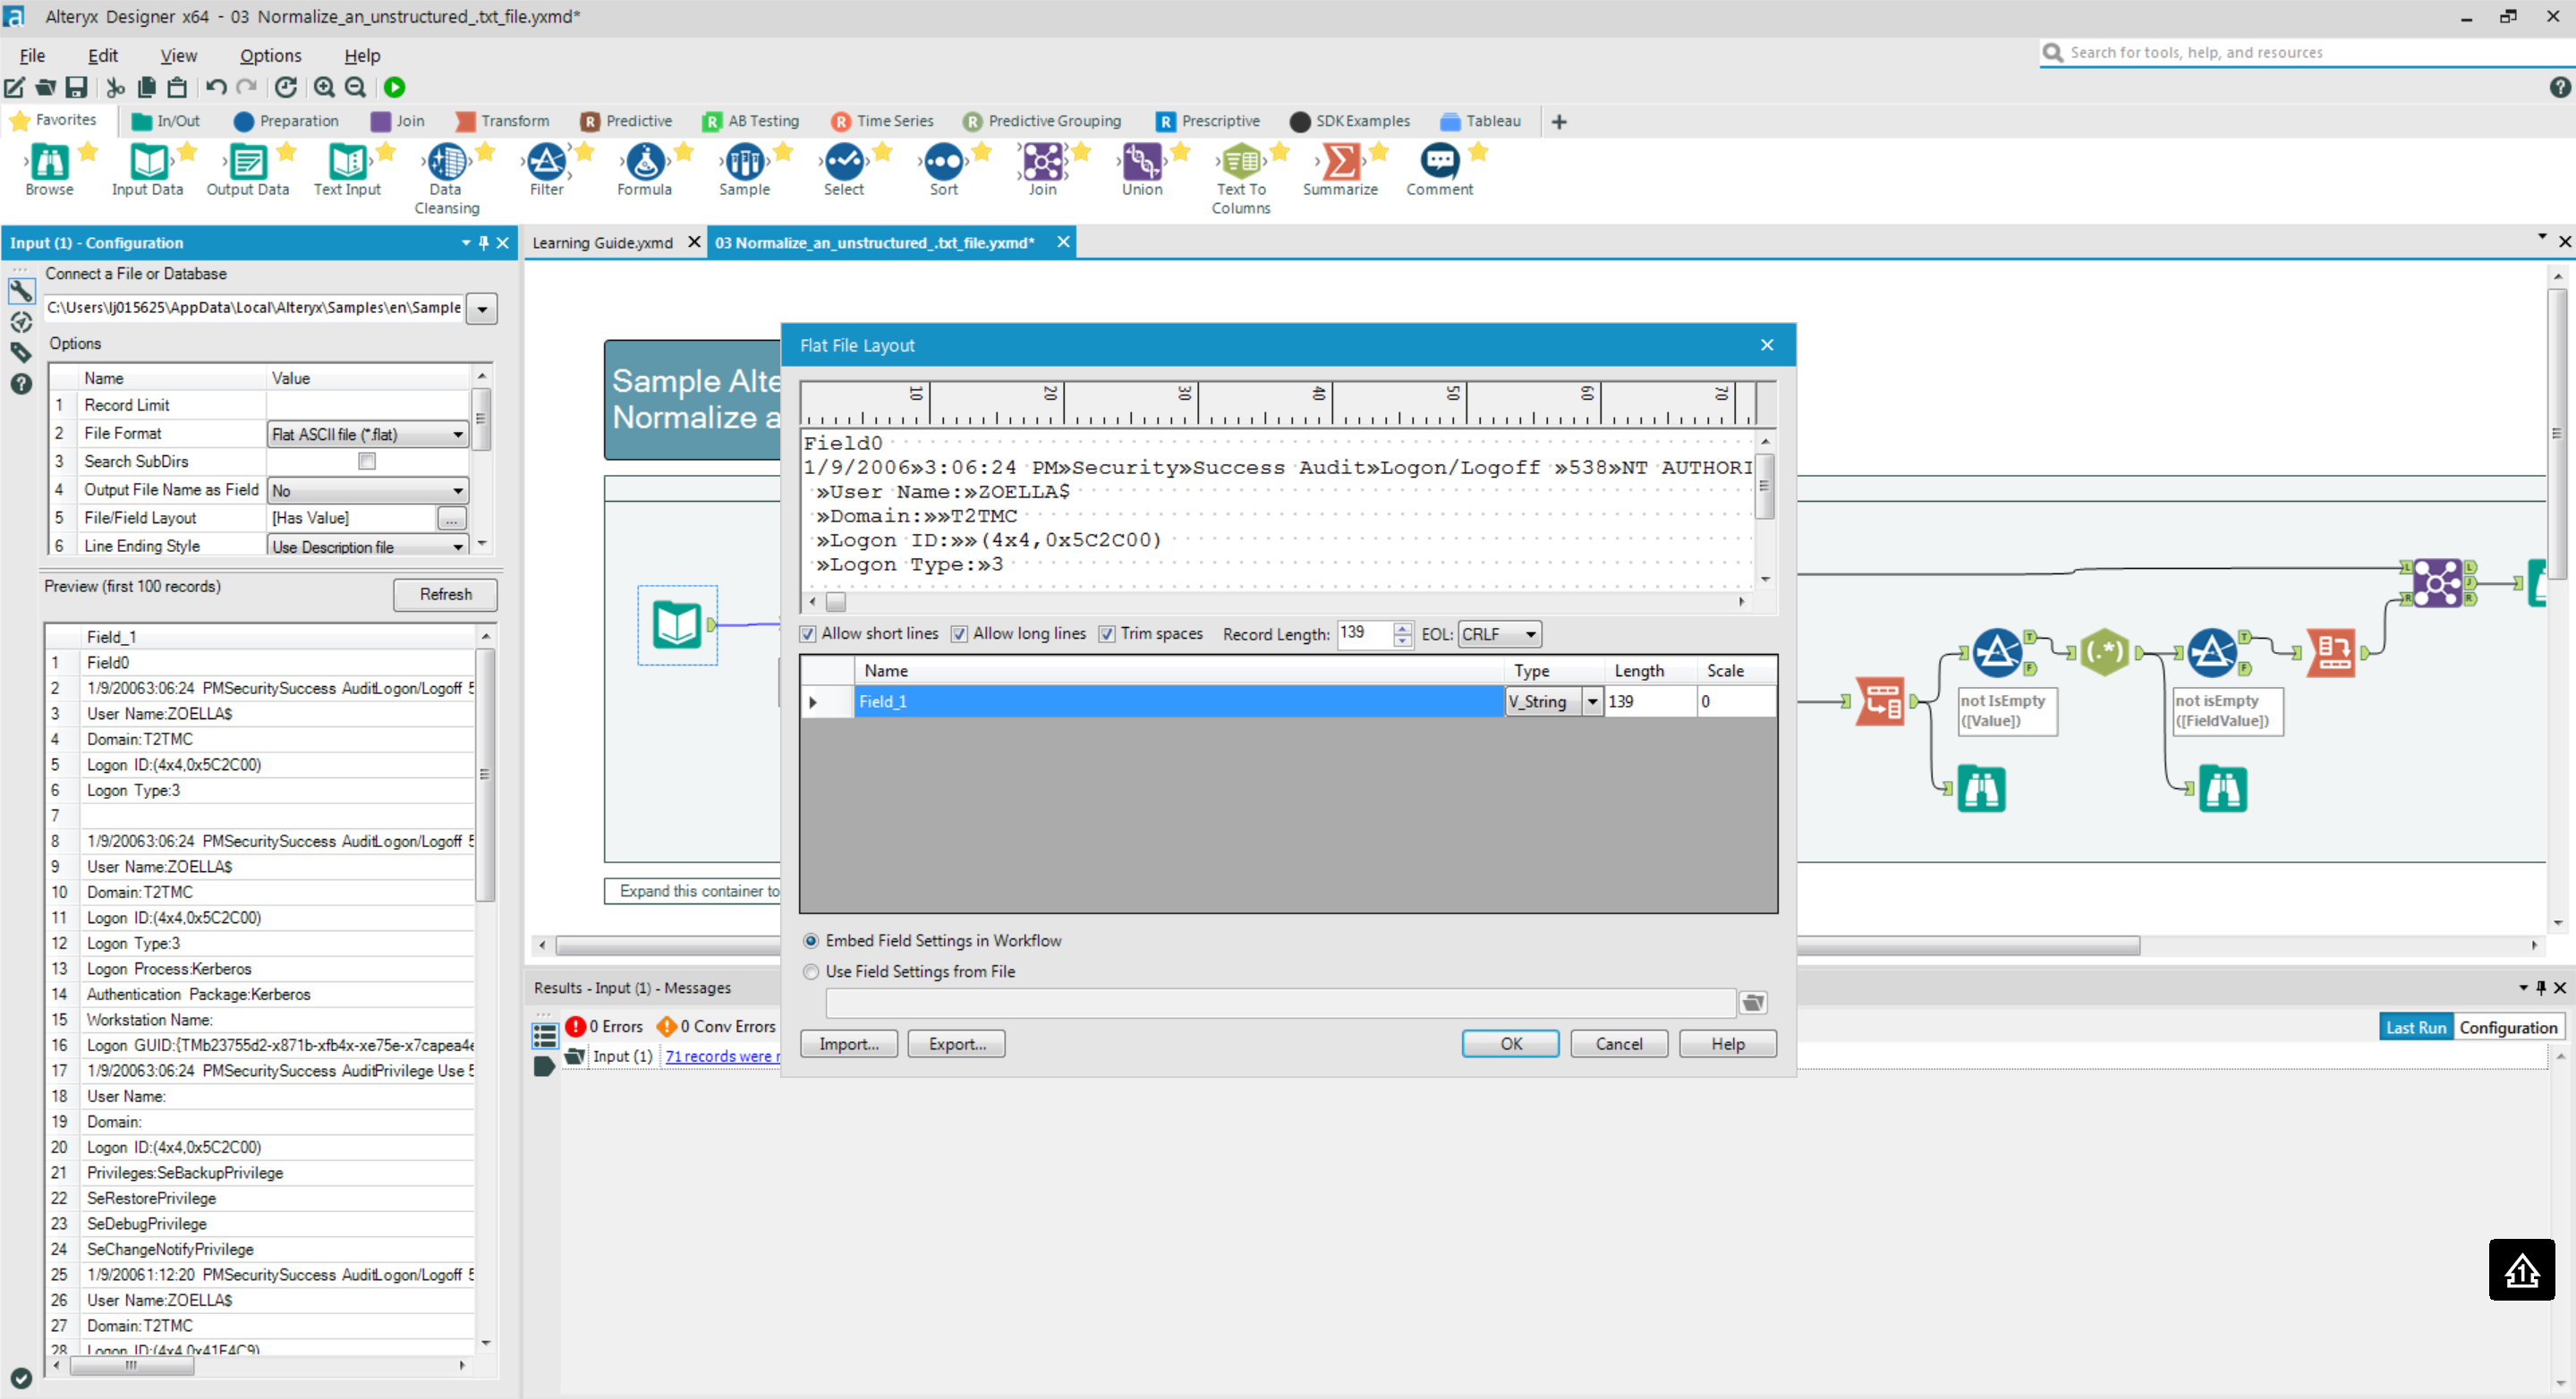 Alteryx Designer x64 - 03 Normalize_an_unstructured_.txt_file.yxmd*
File Edit View Options Help
Search for tools, help, and resources
Favorites In/Out Preparation Join Transform Predictive AB Testing Time Series Predictive Grouping Prescriptive SDK Examples Tableau +
Browse Input Data Output Data Text Input Data Cleansing Filter Formula Sample Select Sort Join Union Text To Columns Summarize Comment
Input (1) - Configuration
Learning Guide.yxmd
03 Normalize_an_unstructured_.txt_file.yxmd*
Connect a File or Database
C:\Users\lj015625\AppData\Local\Alteryx\Samples\en\Sample
Options
Name Value
1 Record Limit
2 File Format Flat ASCII file (*.flat)
3 Search SubDirs
4 Output File Name as Field No
5 File/Field Layout [Has Value] ...
6 Line Ending Style Use Description file
Preview (first 100 records)
Refresh
Field_1
1 Field0
2 1/9/20063:06:24 PMSecuritySuccess AuditLogon/Logoff 5
3 User Name:ZOELLA$
4 Domain:T2TMC
5 Logon ID:(4x4,0x5C2C00)
6 Logon Type:3
7
8 1/9/20063:06:24 PMSecuritySuccess AuditLogon/Logoff 5
9 User Name:ZOELLA$
10 Domain:T2TMC
11 Logon ID:(4x4,0x5C2C00)
12 Logon Type:3
13 Logon Process:Kerberos
14 Authentication Package:Kerberos
15 Workstation Name:
16 Logon GUID:{TMb23755d2-x871b-xfb4x-xe75e-x7capea4e
17 1/9/20063:06:24 PMSecuritySuccess AuditPrivilege Use 5
18 User Name:
19 Domain:
20 Logon ID:(4x4,0x5C2C00)
21 Privileges:SeBackupPrivilege
22 SeRestorePrivilege
23 SeDebugPrivilege
24 SeChangeNotifyPrivilege
25 1/9/20061:12:20 PMSecuritySuccess AuditLogon/Logoff 5
26 User Name:ZOELLA$
27 Domain:T2TMC
28 Logon ID:(4x4,0x41E4C9)
Sample Alte
Normalize a
Expand this container to
Flat File Layout
10 20 30 40 50 60 70
Field0
1/9/2006»3:06:24 PM»Security»Success Audit»Logon/Logoff »538»NT AUTHORI
»User Name:»ZOELLA$
»Domain:»»T2TMC
»Logon ID:»»(4x4,0x5C2C00)
»Logon Type:»3
Allow short lines Allow long lines Trim spaces Record Length: 139 EOL: CRLF
Name Type Length Scale
Field_1 V_String 139 0
Embed Field Settings in Workflow
Use Field Settings from File
Import... Export... OK Cancel Help
not IsEmpty
([Value])
(.*)
not isEmpty
([FieldValue])
L
R
L
J
R
T
F
T
F
Results - Input (1) - Messages
0 Errors 0 Conv Errors
Last Run Configuration
Input (1) 71 records were r
1